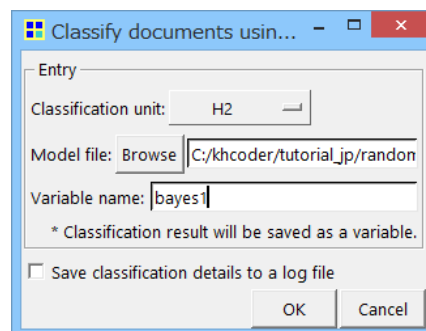 Classify documents usin...
Entry
Classification unit: H2
Model file: Browse C:/khcoder/tutorial_jp/random
Variable name: bayes1
* Classification result will be saved as a variable.
Save classification details to a log file
OK Cancel